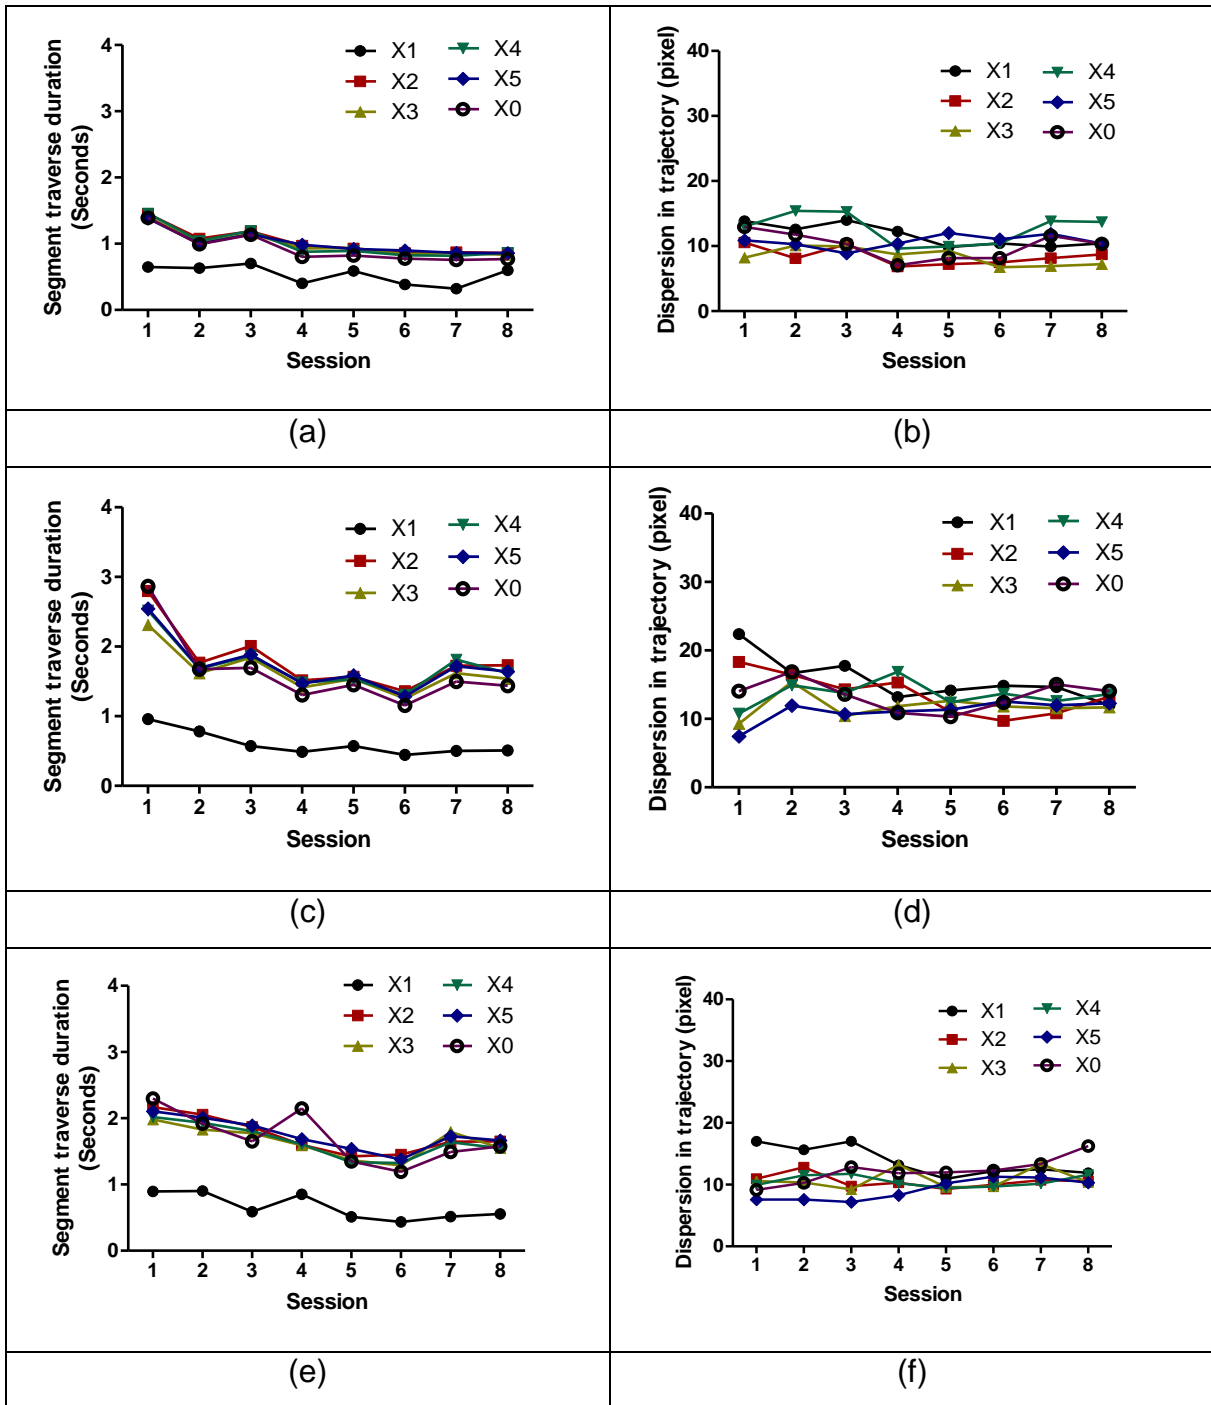 Segment traverse duration
(Seconds)
4
3
2
1
0
X1
X2
X3
X4
X5
X0
1 2 3 4 5 6 7 8
Session
Dispersion in trajectory (pixel)
40
30
20
10
0
X1
X2
X3
X4
X5
X0
1 2 3 4 5 6 7 8
Session
(a)
(b)
Segment traverse duration
(Seconds)
4
3
2
1
0
X1
X2
X3
X4
X5
X0
1 2 3 4 5 6 7 8
Session
Dispersion in trajectory (pixel)
40
30
20
10
0
X1
X2
X3
X4
X5
X0
1 2 3 4 5 6 7 8
Session
(c)
(d)
Segment traverse duration
(Seconds)
4
3
2
1
0
X1
X2
X3
X4
X5
X0
1 2 3 4 5 6 7 8
Session
Dispersion in trajectory (pixel)
40
30
20
10
0
X1
X2
X3
X4
X5
X0
1 2 3 4 5 6 7 8
Session
(e)
(f)